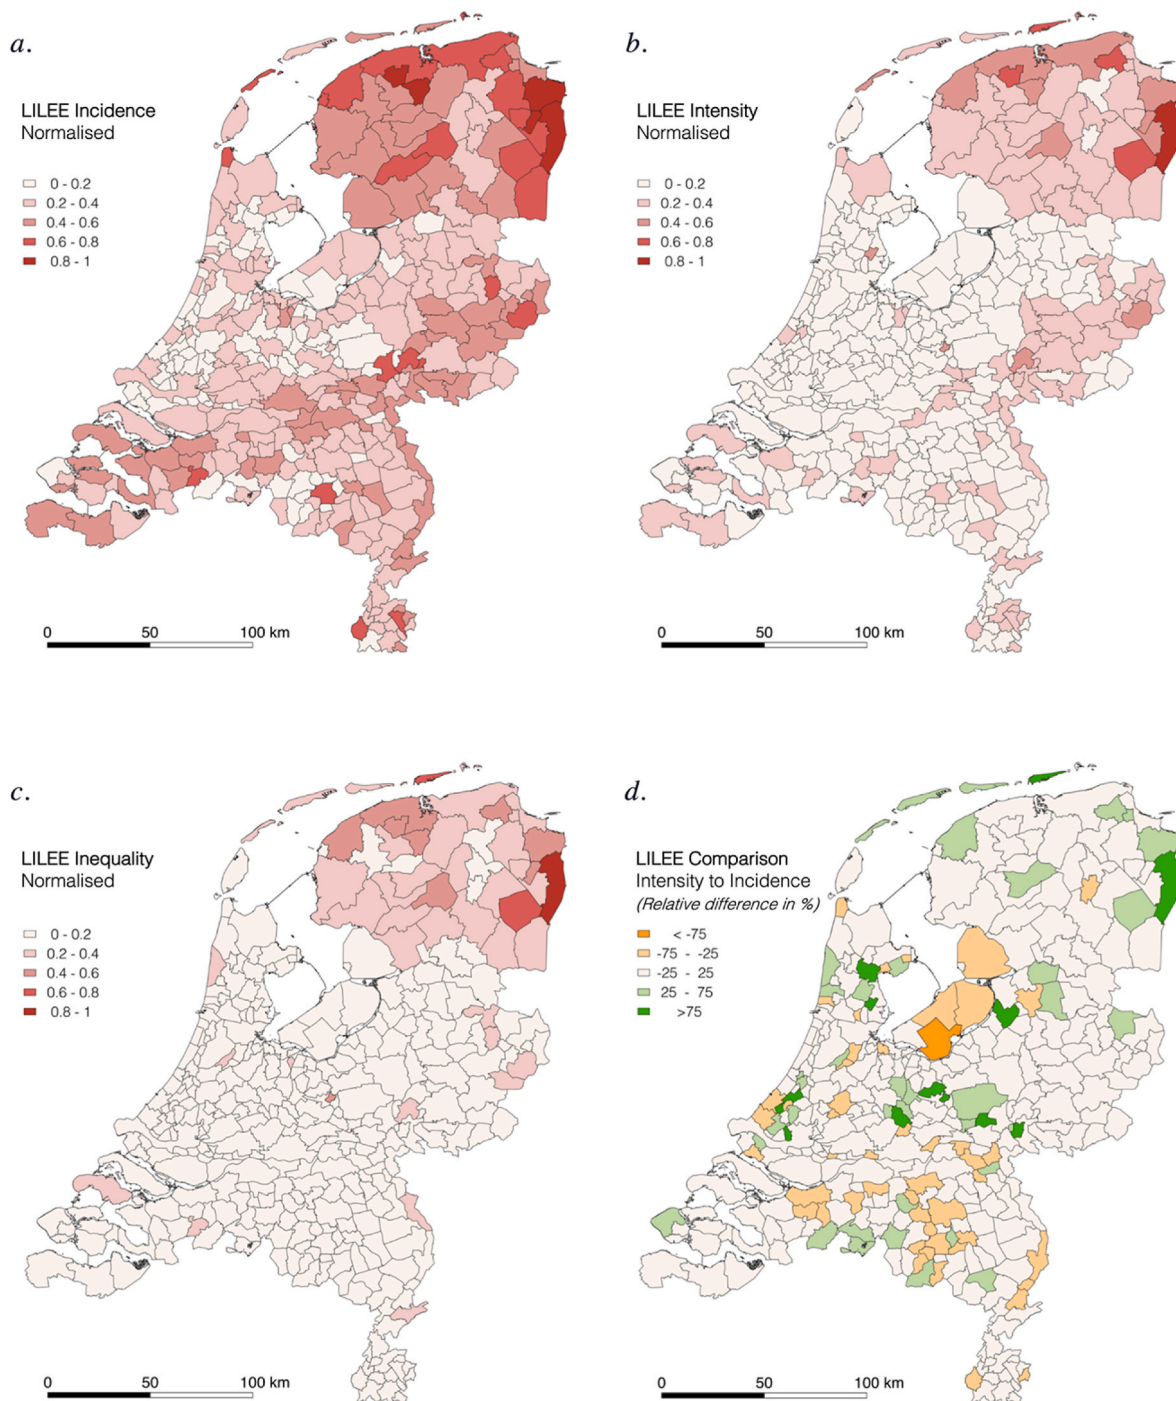 a.
LILEE Incidence
Normalised
0 - 0.2
0.2 - 0.4
0.4 - 0.6
0.6 - 0.8
0.8 - 1
0 50 100 km
b.
LILEE Intensity
Normalised
0 - 0.2
0.2 - 0.4
0.4 - 0.6
0.6 - 0.8
0.8 - 1
0 50 100 km
c.
LILEE Inequality
Normalised
0 - 0.2
0.2 - 0.4
0.4 - 0.6
0.6 - 0.8
0.8 - 1
0 50 100 km
d.
LILEE Comparison
Intensity to Incidence
(Relative difference in %)
< -75
-75 - -25
-25 - 25
25 - 75
>75
0 50 100 km